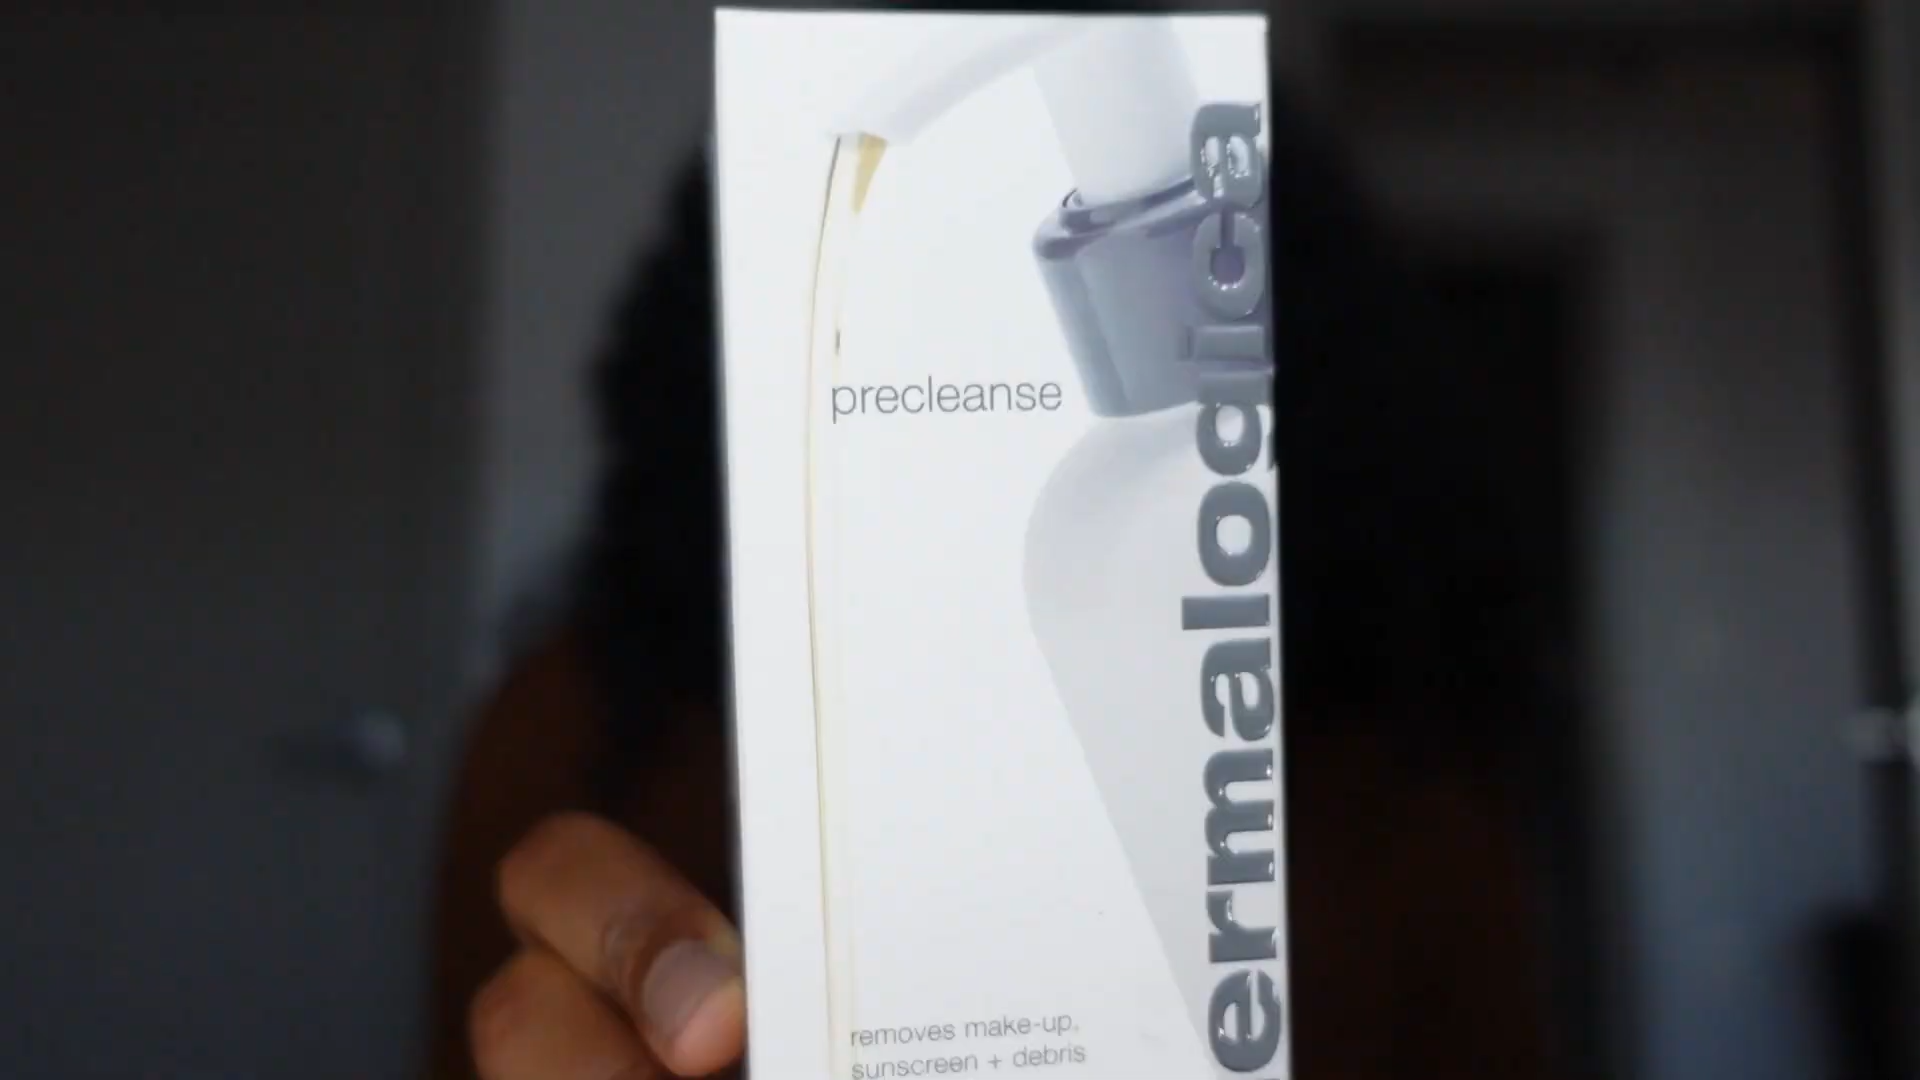 precleanse
ermalogica
removes make-up,
sunscreen + debris